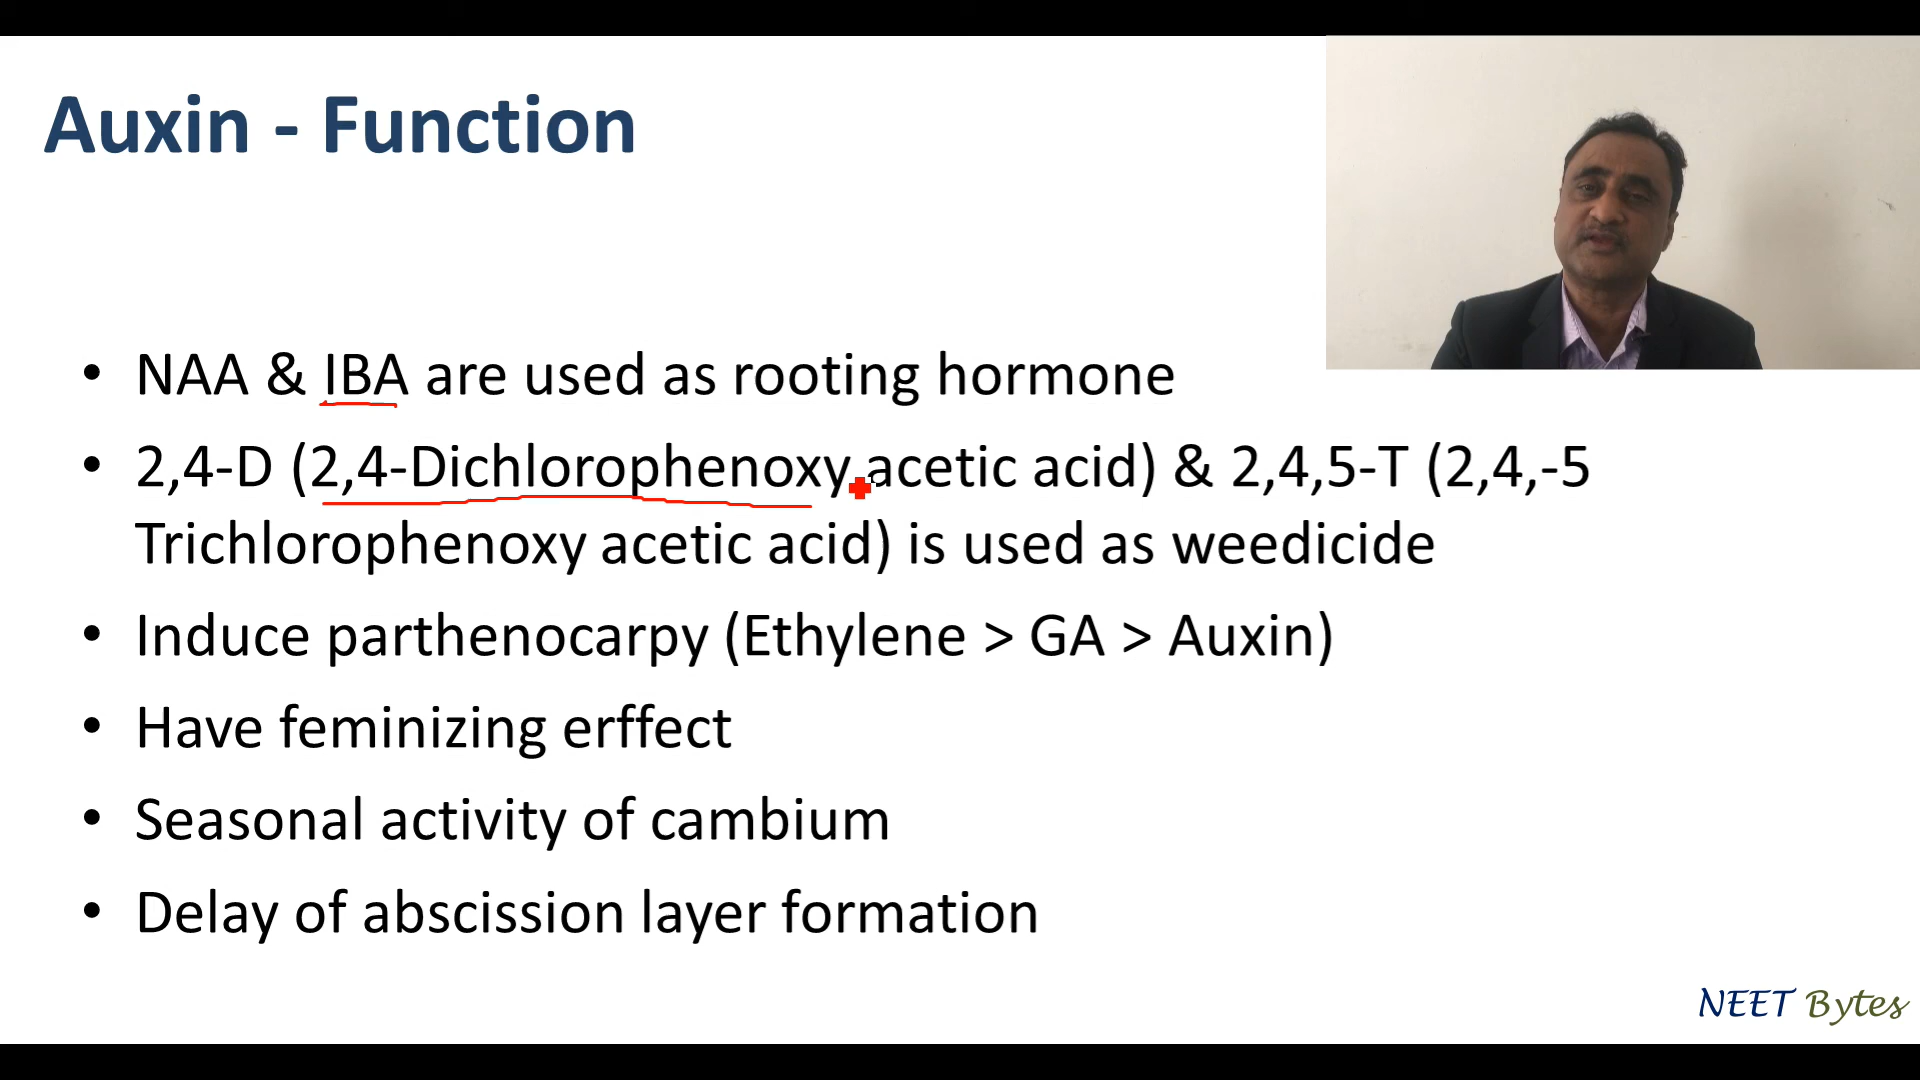 Auxin - Function
• NAA & IBA are used as rooting hormone
• 2,4-D (2,4-Dichlorophenoxy acetic acid) & 2,4,5-T (2,4,-5
Trichlorophenoxy acetic acid) is used as weedicide
• Induce parthenocarpy (Ethylene > GA > Auxin)
• Have feminizing erffect
• Seasonal activity of cambium
• Delay of abscission layer formation
NEET Bytes